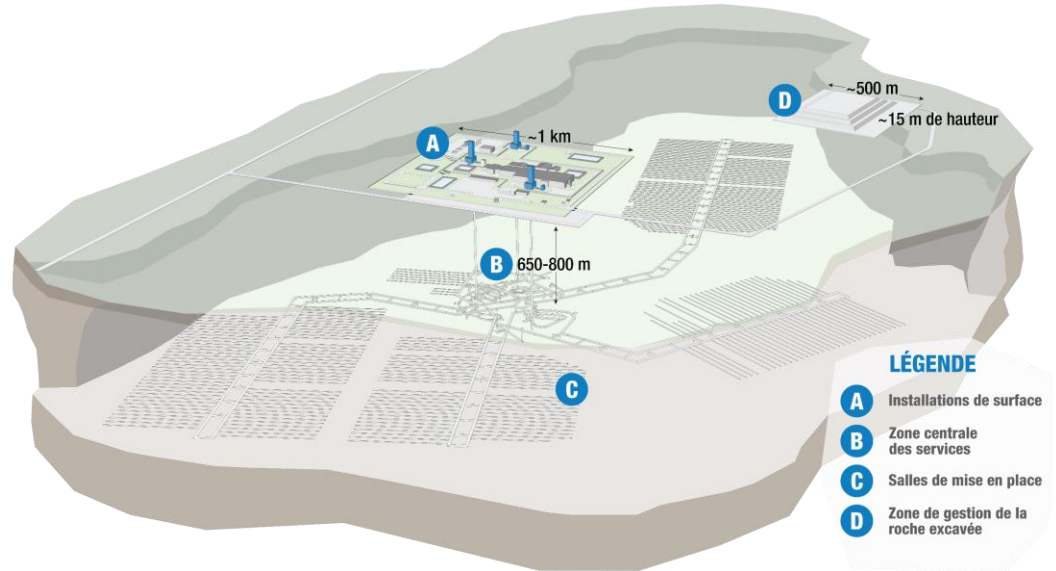 D
~500 m
~15 m de hauteur
A
~1 km
B
650-800 m
C
LÉGENDE
A Installations de surface
B Zone centrale
des services
C Salles de mise en place
D Zone de gestion de la
roche excavée